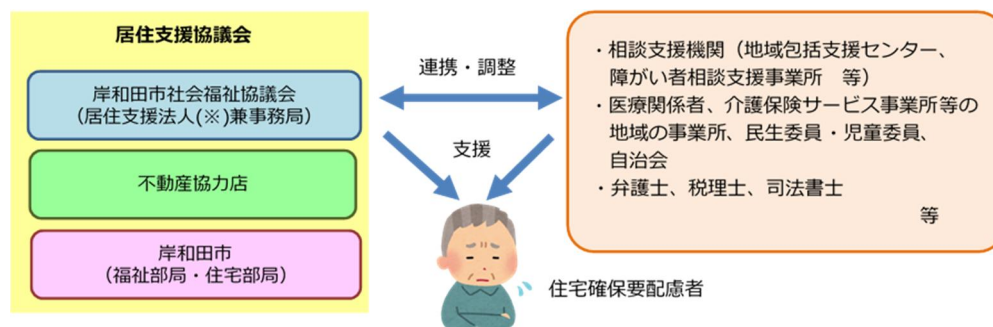 居住支援協議会
岸和田市社会福祉協議会
（居住支援法人(※)兼事務局）
不動産協力店
岸和田市
（福祉部局・住宅部局）
連携・調整
支援
・相談支援機関（地域包括支援センター、
障がい者相談支援事業所　等）
・医療関係者、介護保険サービス事業所等の
地域の事業所、民生委員・児童委員、
自治会
・弁護士、税理士、司法書士
等
住宅確保要配慮者